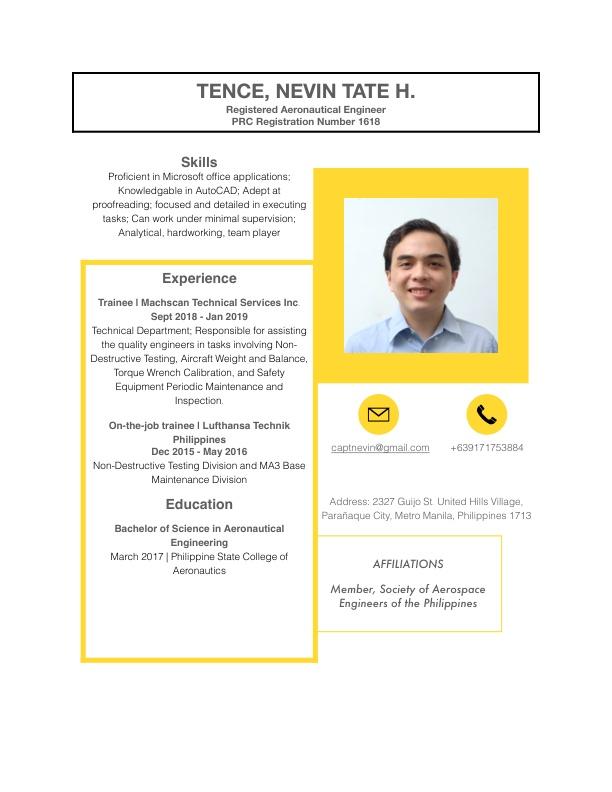 TENCE, NEVIN TATE H.
Registered Aeronautical Engineer
PRC Registration Number 1618
Skills
Proficient in Microsoft office applications;
Knowledgable in AutoCAD; Adept at
proofreading; focused and detailed in executing
tasks; Can work under minimal supervision;
Analytical, hardworking, team player
Experience
Trainee | Machscan Technical Services Inc.
Sept 2018 - Jan 2019
Technical Department; Responsible for assisting
the quality engineers in tasks involving Non-
Destructive Testing, Aircraft Weight and Balance,
Torque Wrench Calibration, and Safety
Equipment Periodic Maintenance and
Inspection.
On-the-job trainee | Lufthansa Technik
Philippines
Dec 2015 - May 2016
Non-Destructive Testing Division and MA3 Base
Maintenance Division
Education
Bachelor of Science in Aeronautical
Engineering
March 2017 | Philippine State College of
Aeronautics
captnevin@gmail.com
+639171753884
Address: 2327 Guijo St. United Hills Village,
Parañaque City, Metro Manila, Philippines 1713
AFFILIATIONS
Member, Society of Aerospace
Engineers of the Philippines